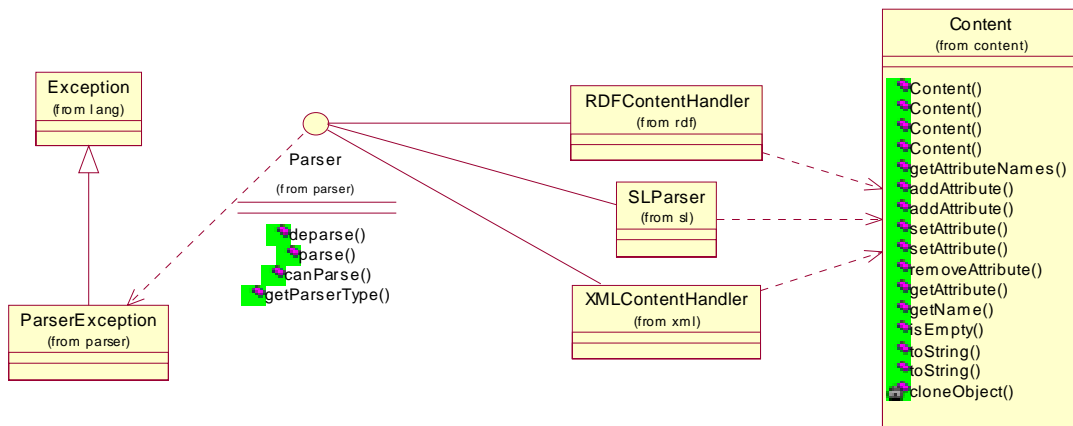 Exception
(from lang)
ParserException
(from parser)
Parser
(from parser)
deparse()
parse()
canParse()
getParserType()
RDFContentHandler
(from rdf)
SLParser
(from sl)
XMLContentHandler
(from xml)
Content
(from content)
Content()
Content()
Content()
Content()
getAttributeNames()
addAttribute()
addAttribute()
setAttribute()
setAttribute()
removeAttribute()
getAttribute()
getName()
isEmpty()
toString()
toString()
cloneObject()